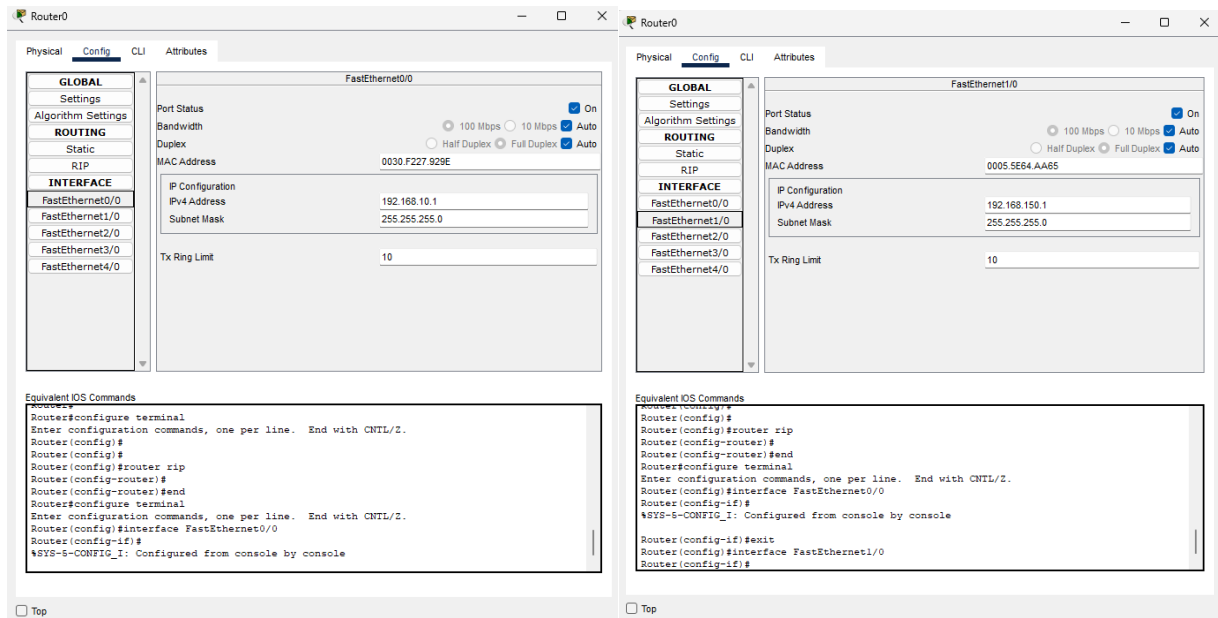 Router0
Physical Config CLI Attributes
GLOBAL
Settings
Algorithm Settings
ROUTING
Static
RIP
INTERFACE
FastEthernet0/0
FastEthernet1/0
FastEthernet2/0
FastEthernet3/0
FastEthernet4/0
FastEthernet0/0
Port Status On
Bandwidth 100 Mbps 10 Mbps Auto
Duplex Half Duplex Full Duplex Auto
MAC Address 0030.F227.929E
IP Configuration
IPv4 Address 192.168.10.1
Subnet Mask 255.255.255.0
Tx Ring Limit 10
Equivalent IOS Commands
Router#
Router#configure terminal
Enter configuration commands, one per line. End with CNTL/Z.
Router(config)#
Router(config)#
Router(config)#router rip
Router(config-router)#
Router(config-router)#end
Router#configure terminal
Enter configuration commands, one per line. End with CNTL/Z.
Router(config)#interface FastEthernet0/0
Router(config-if)#
%SYS-5-CONFIG_I: Configured from console by console
Top
Router0
Physical Config CLI Attributes
GLOBAL
Settings
Algorithm Settings
ROUTING
Static
RIP
INTERFACE
FastEthernet0/0
FastEthernet1/0
FastEthernet2/0
FastEthernet3/0
FastEthernet4/0
FastEthernet1/0
Port Status On
Bandwidth 100 Mbps 10 Mbps Auto
Duplex Half Duplex Full Duplex Auto
MAC Address 0005.5E64.AA65
IP Configuration
IPv4 Address 192.168.150.1
Subnet Mask 255.255.255.0
Tx Ring Limit 10
Equivalent IOS Commands
Router(config)#
Router(config)#
Router(config)#router rip
Router(config-router)#
Router(config-router)#end
Router#configure terminal
Enter configuration commands, one per line. End with CNTL/Z.
Router(config)#interface FastEthernet0/0
Router(config-if)#
%SYS-5-CONFIG_I: Configured from console by console
Router(config-if)#exit
Router(config)#interface FastEthernet1/0
Router(config-if)#
Top